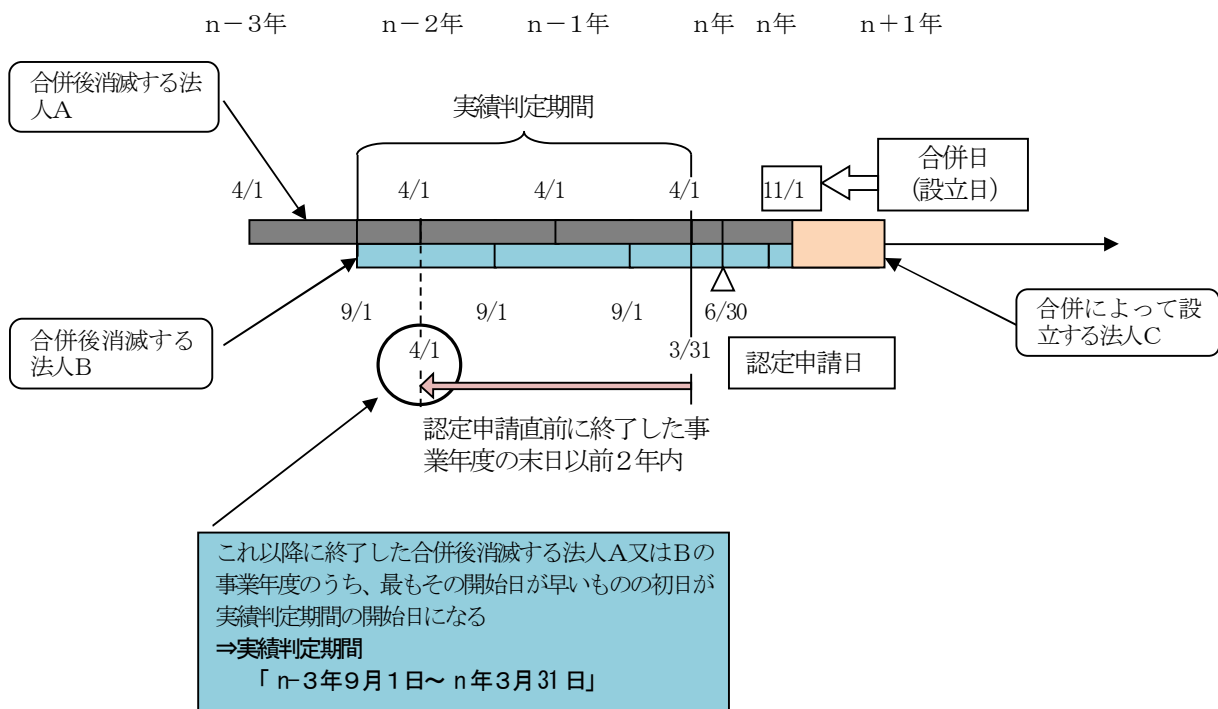 n-3年 n-2年 n-1年 n年 n年 n+1年
合併後消滅する法
人A
実績判定期間
合併日
(設立日)
4/1 4/1 4/1 4/1 11/1
9/1 9/1 9/1 6/30
合併後消滅する
法人B
合併によって設
立する法人C
4/1 3/31
認定申請日
認定申請直前に終了した事
業年度の末日以前2年内
これ以降に終了した合併後消滅する法人A又はBの
事業年度のうち、最もその開始日が早いものの初日が
実績判定期間の開始日になる
⇒実績判定期間
「n-3年9月1日~n年3月31日」